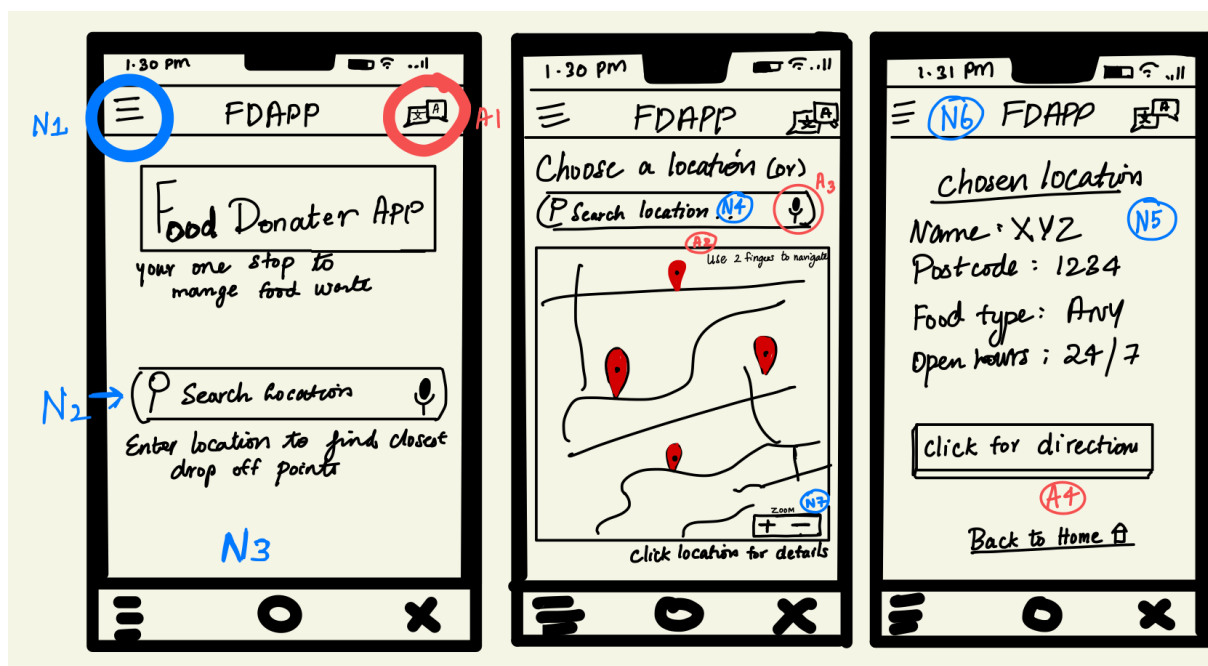 1.30 PM
N1
FDAPP
文 A
A1
Food Donater APP
your one stop to
mange food waste
N2
Search Location
Enter location to find closest
drop off points
N3
1.30 PM
FDAPP
文 A
Choose a location (or)
A3
Search location .. N4
A2
Use 2 fingers to navigate
N7
ZOOM
+ -
Click location for details
1.31 PM
N6 FDAPP
文 A
chosen location
N5
Name : XYZ
Postcode : 1234
Food type : Any
Open hours : 24/7
Click for directions
A4
Back to Home